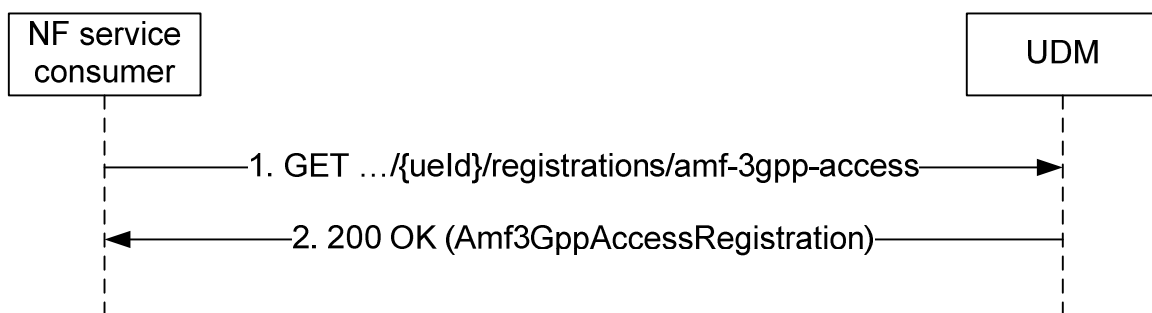 NF service
consumer
UDM
1. GET …/{ueId}/registrations/amf-3gpp-access
2. 200 OK (Amf3GppAccessRegistration)